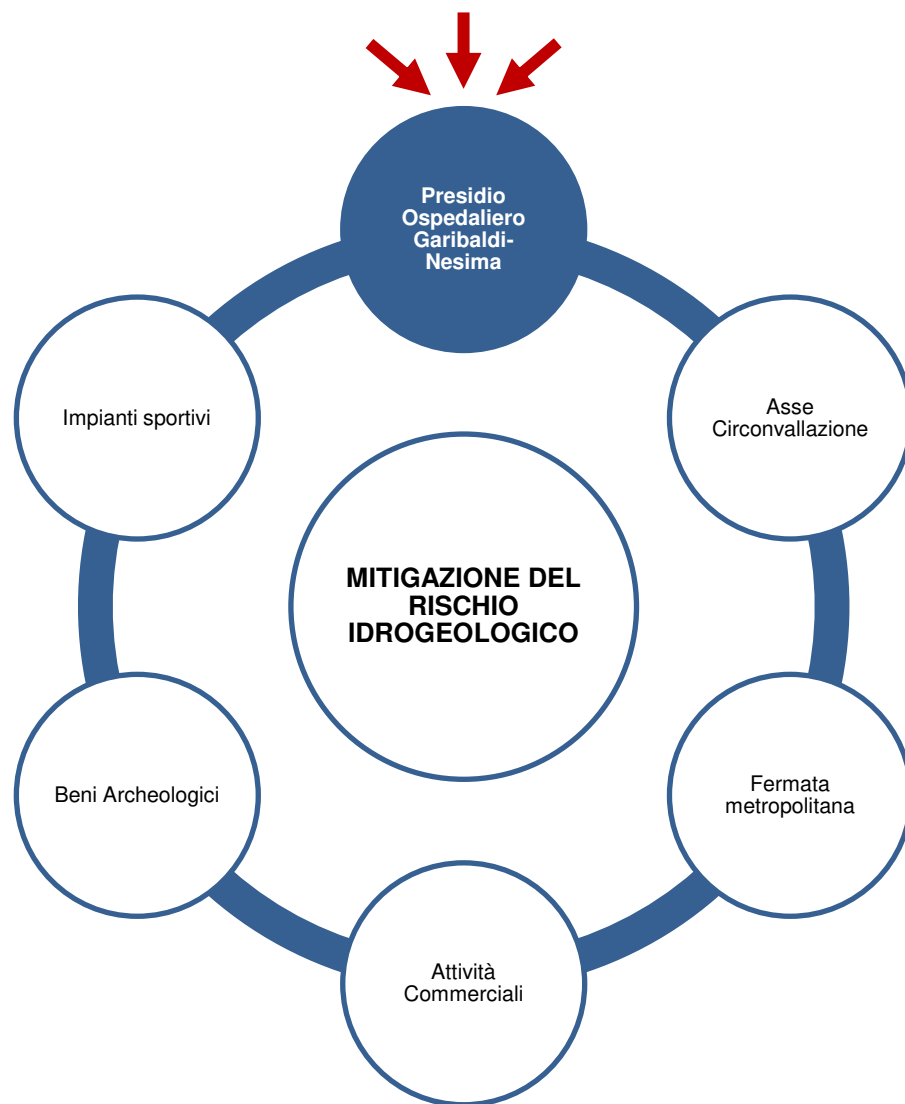 Presidio
Ospedaliero
Garibaldi-
Nesima
Impianti sportivi
Asse
Circonvallazione
MITIGAZIONE DEL
RISCHIO
IDROGEOLOGICO
Beni Archeologici
Fermata
metropolitana
Attività
Commerciali